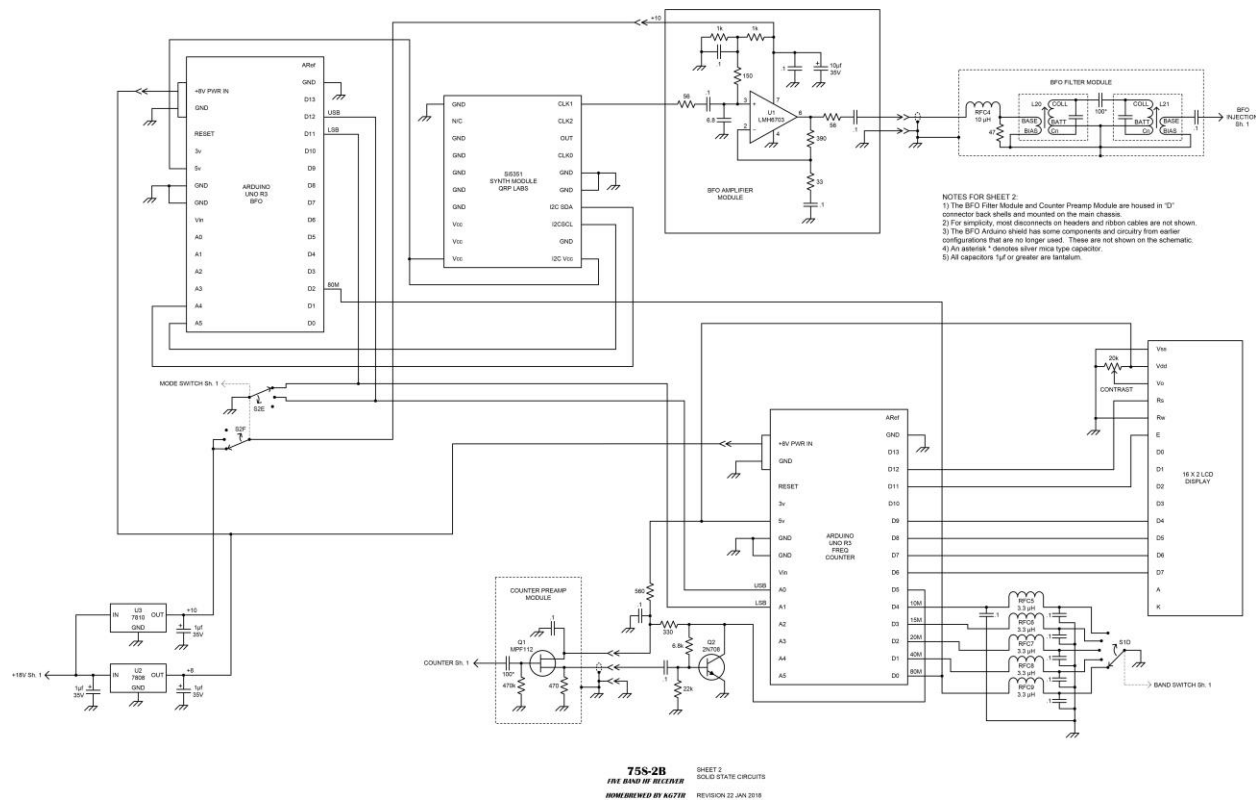 +10
1k
1k
.1
150
.1
10µf
35V
56
.1
6.8
3
2
7
6
4
+
-
U1
LMH6703
56
.1
390
33
.1
BFO AMPLIFIER
MODULE
BFO FILTER MODULE
RFC4
10 µH
47
L20
COLL
BASE
BATT
BIAS
Cn
100*
COLL
L21
BASE
BATT
BIAS
Cn
.1
BFO
INJECTION
Sh. 1
+8V PWR IN
GND
RESET
3v
5v
GND
GND
Vin
A0
A1
A2
A3
A4
A5
ARDUINO
UNO R3
BFO
ARef
GND
D13
D12
D11
D10
D9
D8
D7
D6
D5
D4
D3
D2
D1
D0
USB
LSB
80M
GND
N/C
GND
GND
GND
GND
Vcc
Vcc
Vcc
Si5351
SYNTH MODULE
QRP LABS
CLK1
CLK2
OUT
CLK0
GND
GND
I2C SDA
I2CSCL
GND
I2C Vcc
NOTES FOR SHEET 2:
1) The BFO Filter Module and Counter Preamp Module are housed in "D"
connector back shells and mounted on the main chassis.
2) For simplicity, most disconnects on headers and ribbon cables are not shown.
3) The BFO Arduino shield has some components and circuitry from earlier
configurations that are no longer used. These are not shown on the schematic.
4) An asterisk * denotes silver mica type capacitor.
5) All capacitors 1µf or greater are tantalum.
MODE SWITCH Sh. 1
S2E
S2F
20k
CONTRAST
Vss
Vdd
Vo
Rs
Rw
E
D0
D1
D2
D3
D4
D5
D6
D7
A
K
16 X 2 LCD
DISPLAY
+8V PWR IN
GND
RESET
3v
5v
GND
GND
Vin
A0
A1
A2
A3
A4
A5
USB
LSB
ARDUINO
UNO R3
FREQ
COUNTER
ARef
GND
D13
D12
D11
D10
D9
D8
D7
D6
D5
D4
D3
D2
D1
D0
10M
15M
20M
40M
80M
.1
RFC5
3.3 µH
RFC6
3.3 µH
RFC7
3.3 µH
RFC8
3.3 µH
RFC9
3.3 µH
.1
.1
.1
.1
.1
S1D
BAND SWITCH Sh. 1
COUNTER PREAMP
MODULE
.1
Q1
MPF112
COUNTER Sh. 1
100*
470k
470
560
.1
330
6.8k
.1
22k
Q2
2N708
U3
7810
IN
OUT
GND
+10
1µf
35V
+18V Sh. 1
1µf
35V
U2
7808
IN
OUT
GND
+8
1µf
35V
75S-2B
FIVE BAND HF RECEIVER
HOMEBREWED BY KG7TR
SHEET 2
SOLID STATE CIRCUITS
REVISION 22 JAN 2018